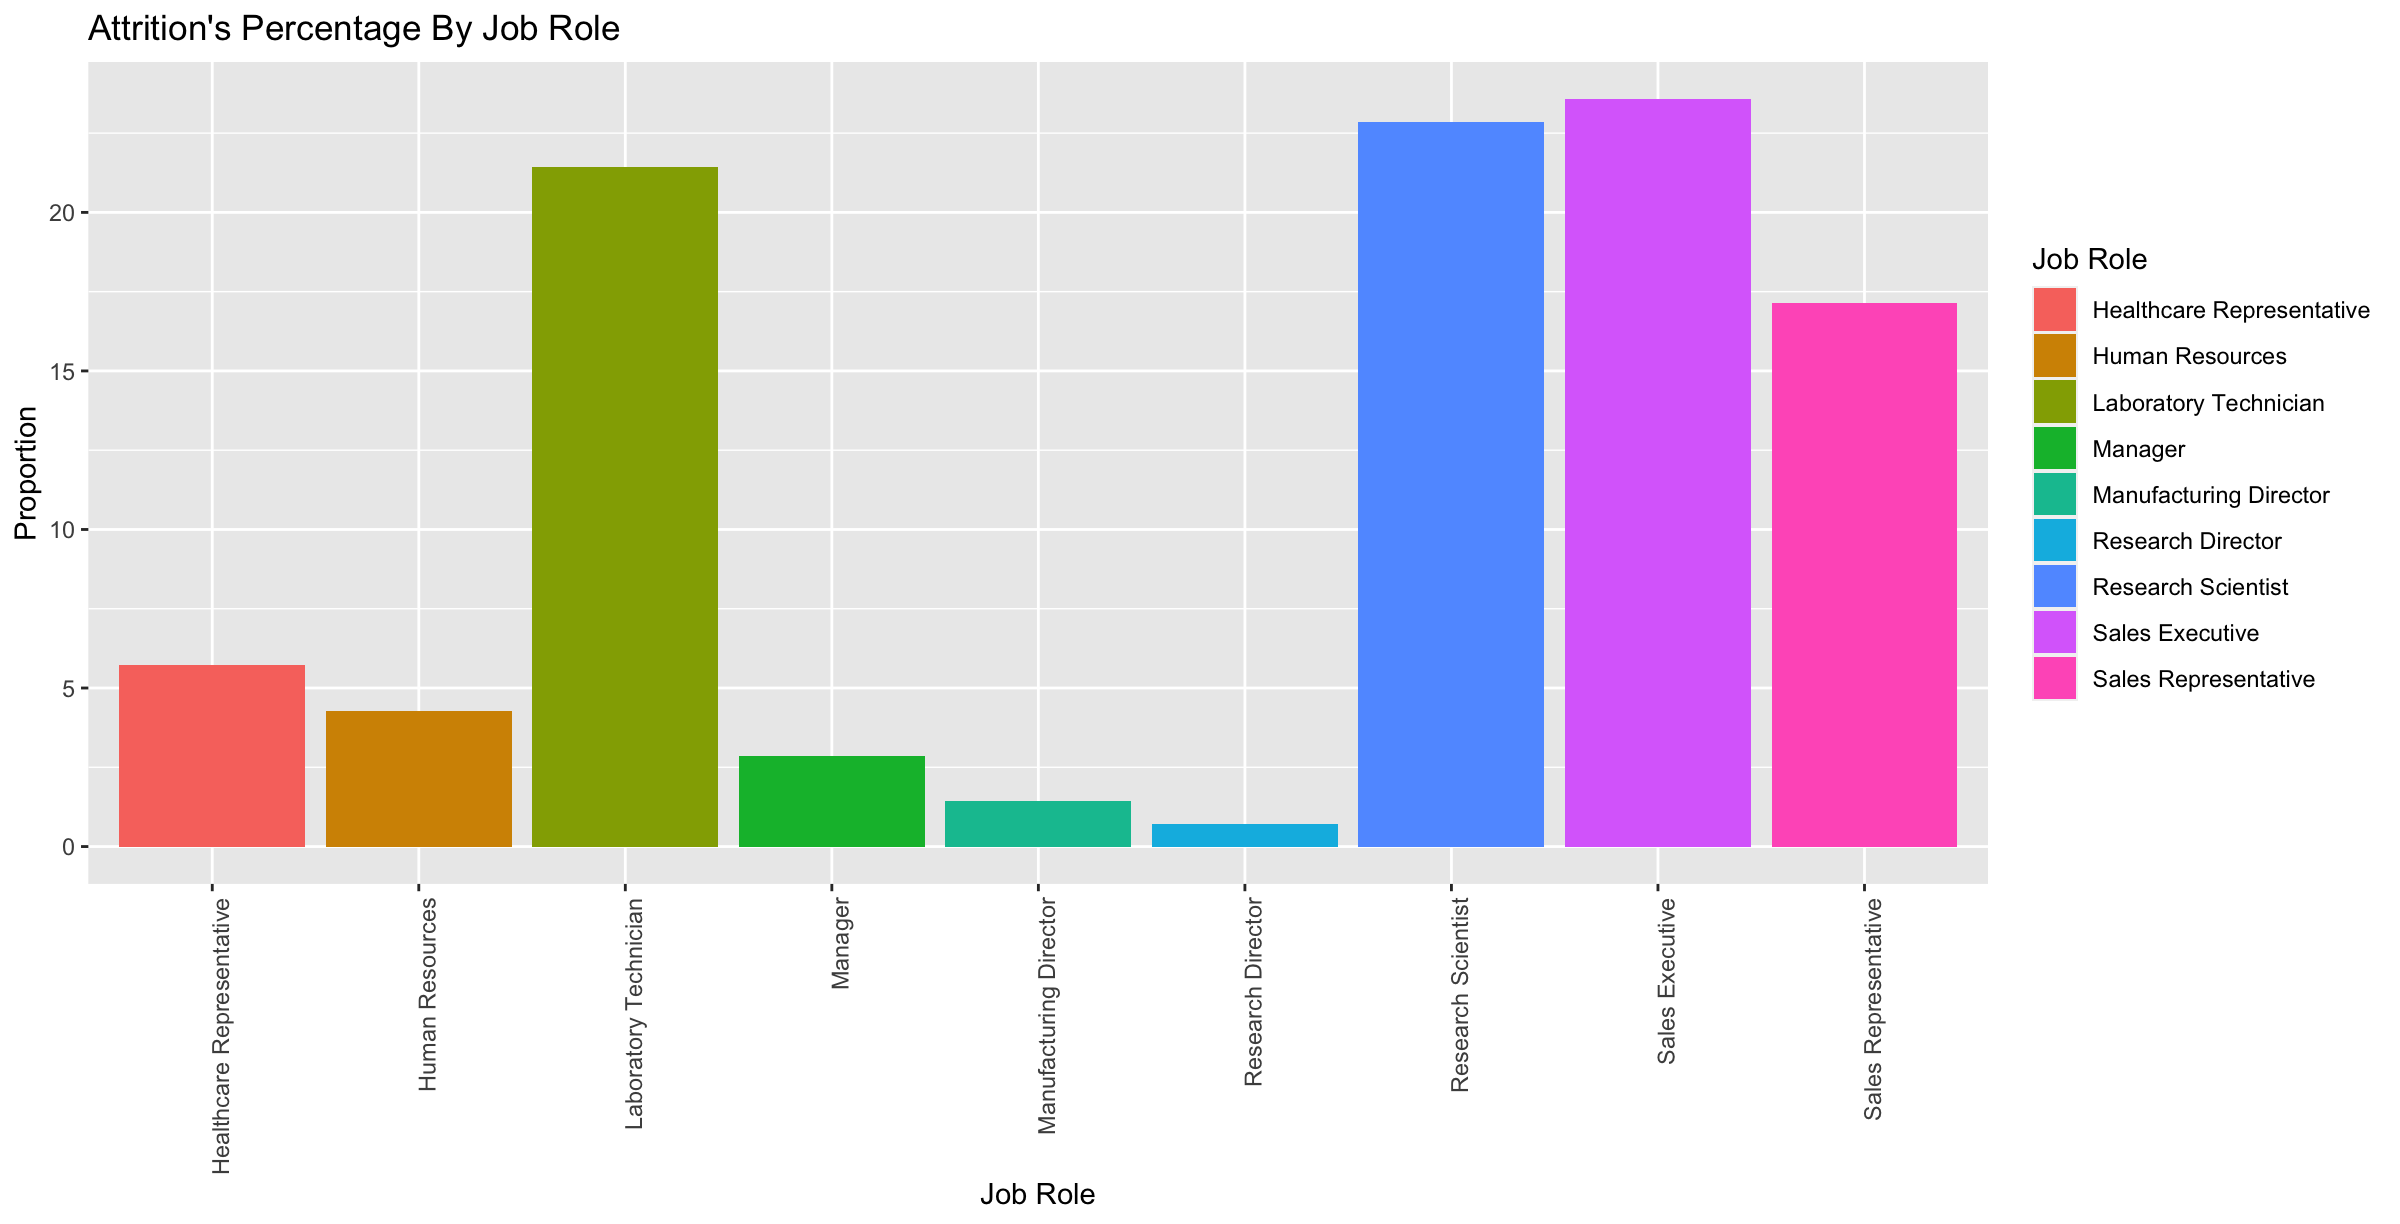 Attrition's Percentage By Job Role
Proportion
20
15
10
5
0
Healthcare Representative
Human Resources
Laboratory Technician
Manager
Manufacturing Director
Research Director
Research Scientist
Sales Executive
Sales Representative
Job Role
Job Role
Healthcare Representative
Human Resources
Laboratory Technician
Manager
Manufacturing Director
Research Director
Research Scientist
Sales Executive
Sales Representative